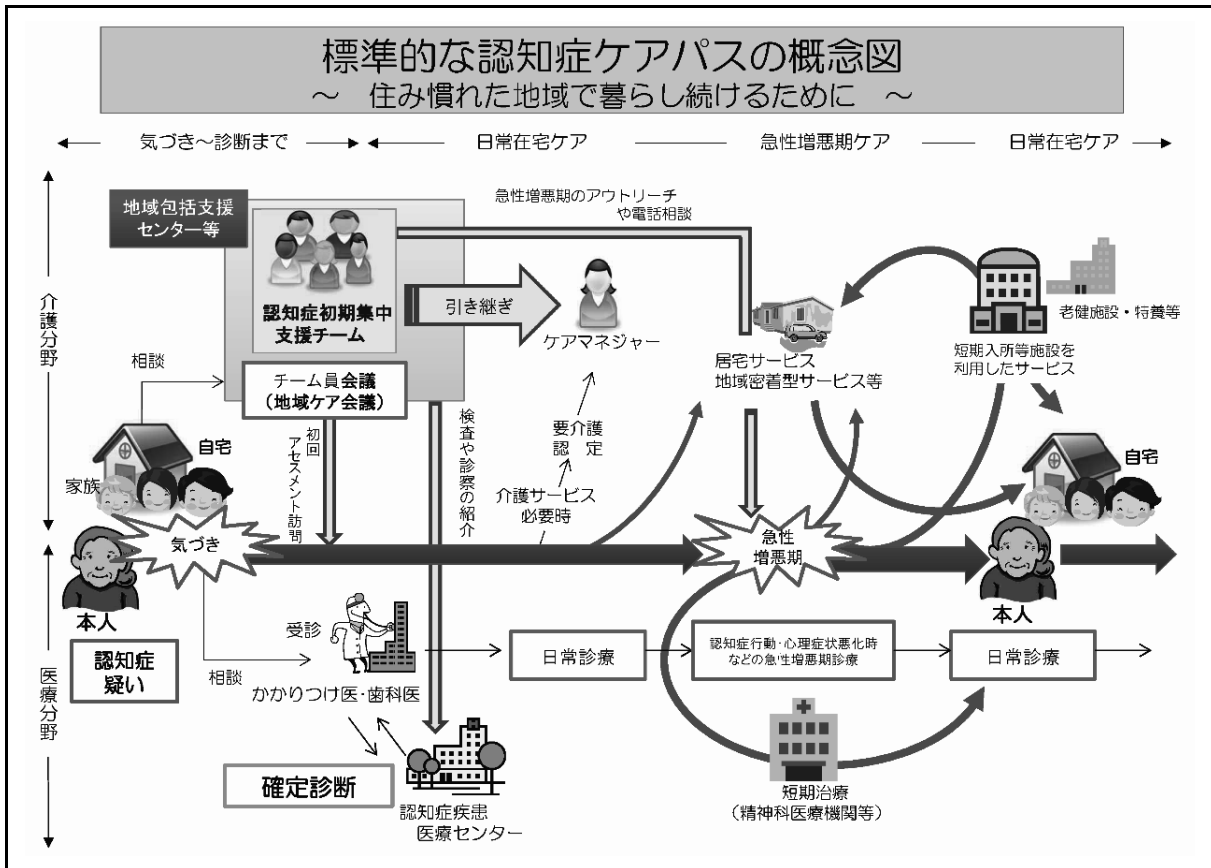 標準的な認知症ケアパスの概念図
～ 住み慣れた地域で暮らし続けるために ～
気づき～診断まで
日常在宅ケア
急性増悪期ケア
日常在宅ケア
介護分野
医療分野
地域包括支援
センター等
認知症初期集中
支援チーム
チーム員会議
(地域ケア会議)
急性増悪期のアウトリーチ
や電話相談
引き継ぎ
ケアマネジャー
居宅サービス
地域密着型サービス等
老健施設・特養等
短期入所等施設を
利用したサービス
相談
自宅
家族
気づき
本人
認知症
疑い
初回
アセスメント訪問
検査や診察の紹介
要介護
認 定
介護サービス
必要時
急性
増悪期
自宅
本人
相談
受診
かかりつけ医・歯科医
日常診療
認知症行動・心理症状悪化時
などの急性増悪期診療
日常診療
確定診断
認知症疾患
医療センター
短期治療
(精神科医療機関等)